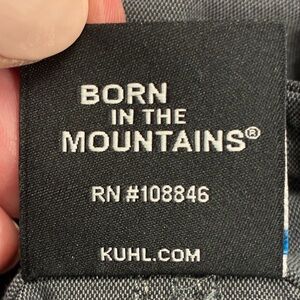 BORN
IN THE
MOUNTAINS®
RN #108846
KUHL.COM